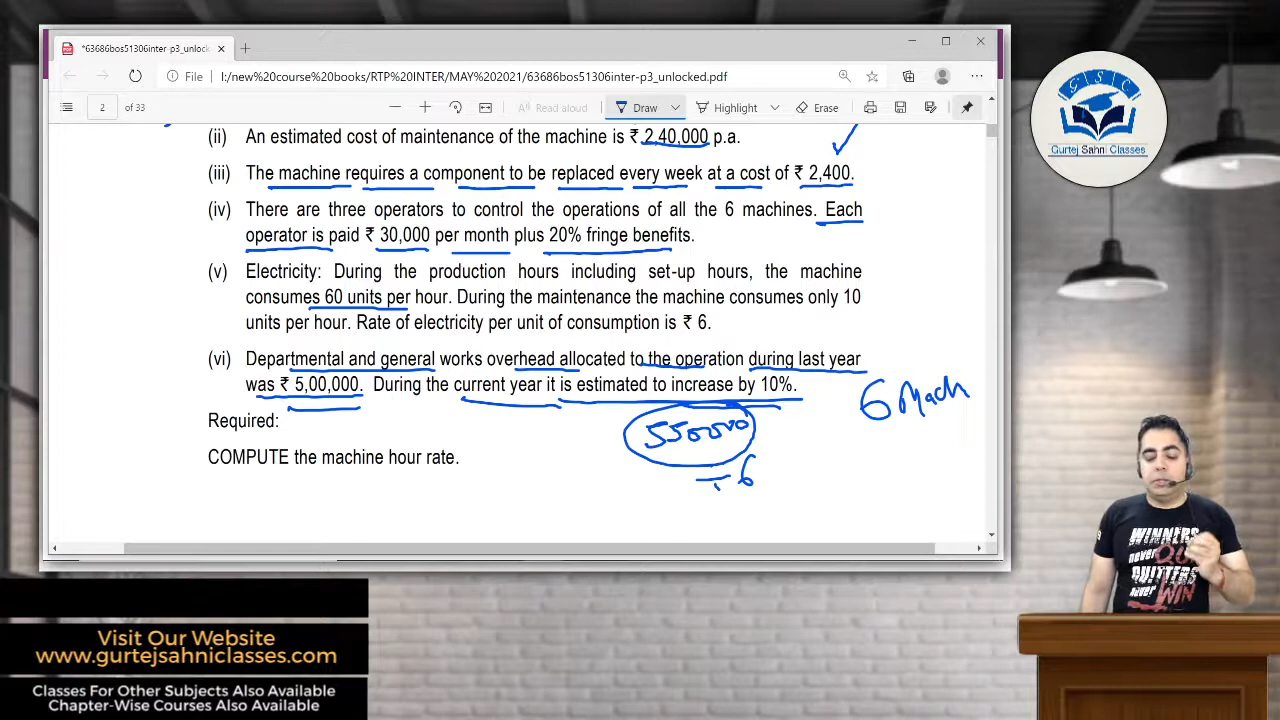 *63686bos51306inter-p3_unlocked
File
I:/new%20course%20books/RTP%20INTER/MAY%202021/63686bos51306inter-p3_unlocked.pdf
2 of 33
Read aloud
Draw
Highlight
Erase
(ii) An estimated cost of maintenance of the machine is ₹ 2,40,000 p.a.
(iii) The machine requires a component to be replaced every week at a cost of ₹ 2,400.
(iv) There are three operators to control the operations of all the 6 machines. Each
operator is paid ₹ 30,000 per month plus 20% fringe benefits.
(v) Electricity: During the production hours including set-up hours, the machine
consumes 60 units per hour. During the maintenance the machine consumes only 10
units per hour. Rate of electricity per unit of consumption is ₹ 6.
(vi) Departmental and general works overhead allocated to the operation during last year
was ₹ 5,00,000. During the current year it is estimated to increase by 10%.
6 Mach
Required:
550000
COMPUTE the machine hour rate.
÷ 6
GSC
Gurtej Sahni Classes
WINNERS
never QUIT
QUITTERS
never WIN
Visit Our Website
www.gurtejsahniclasses.com
Classes For Other Subjects Also Available
Chapter-Wise Courses Also Available